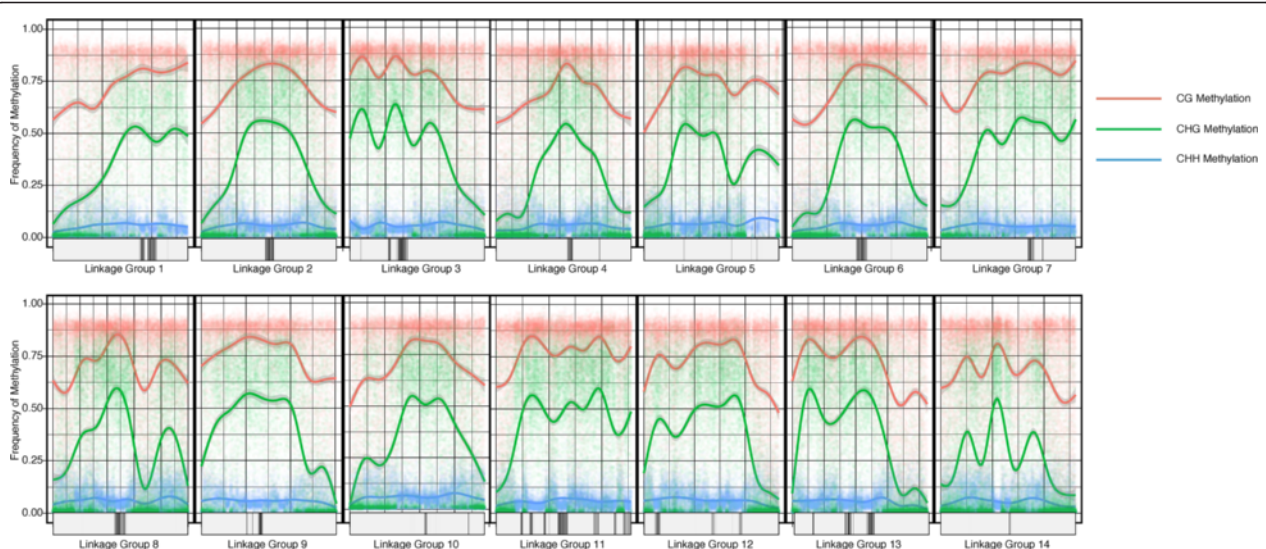 1.00
0.75
0.50
0.25
0.00
Frequency of Methylation
Linkage Group 1
Linkage Group 2
Linkage Group 3
Linkage Group 4
Linkage Group 5
Linkage Group 6
Linkage Group 7
CG Methylation
CHG Methylation
CHH Methylation
1.00
0.75
0.50
0.25
0.00
Frequency of Methylation
Linkage Group 8
Linkage Group 9
Linkage Group 10
Linkage Group 11
Linkage Group 12
Linkage Group 13
Linkage Group 14